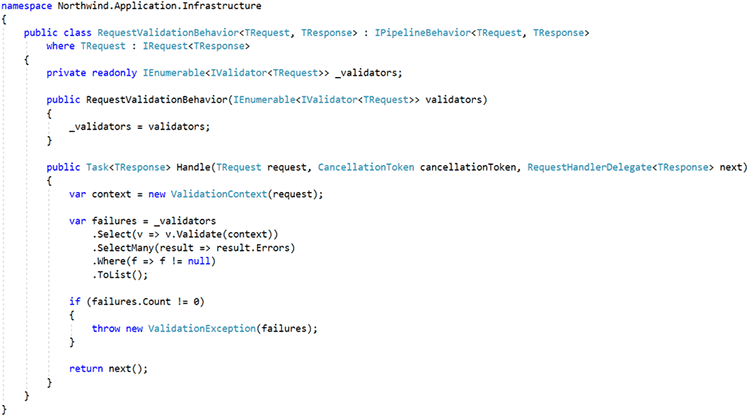 namespace Northwind.Application.Infrastructure
{
    public class RequestValidationBehavior<TRequest, TResponse> : IPipelineBehavior<TRequest, TResponse>
        where TRequest : IRequest<TResponse>
    {
        private readonly IEnumerable<IValidator<TRequest>> _validators;

        public RequestValidationBehavior(IEnumerable<IValidator<TRequest>> validators)
        {
            _validators = validators;
        }

        public Task<TResponse> Handle(TRequest request, CancellationToken cancellationToken, RequestHandlerDelegate<TResponse> next)
        {
            var context = new ValidationContext(request);

            var failures = _validators
                .Select(v => v.Validate(context))
                .SelectMany(result => result.Errors)
                .Where(f => f != null)
                .ToList();

            if (failures.Count != 0)
            {
                throw new ValidationException(failures);
            }

            return next();
        }
    }
}